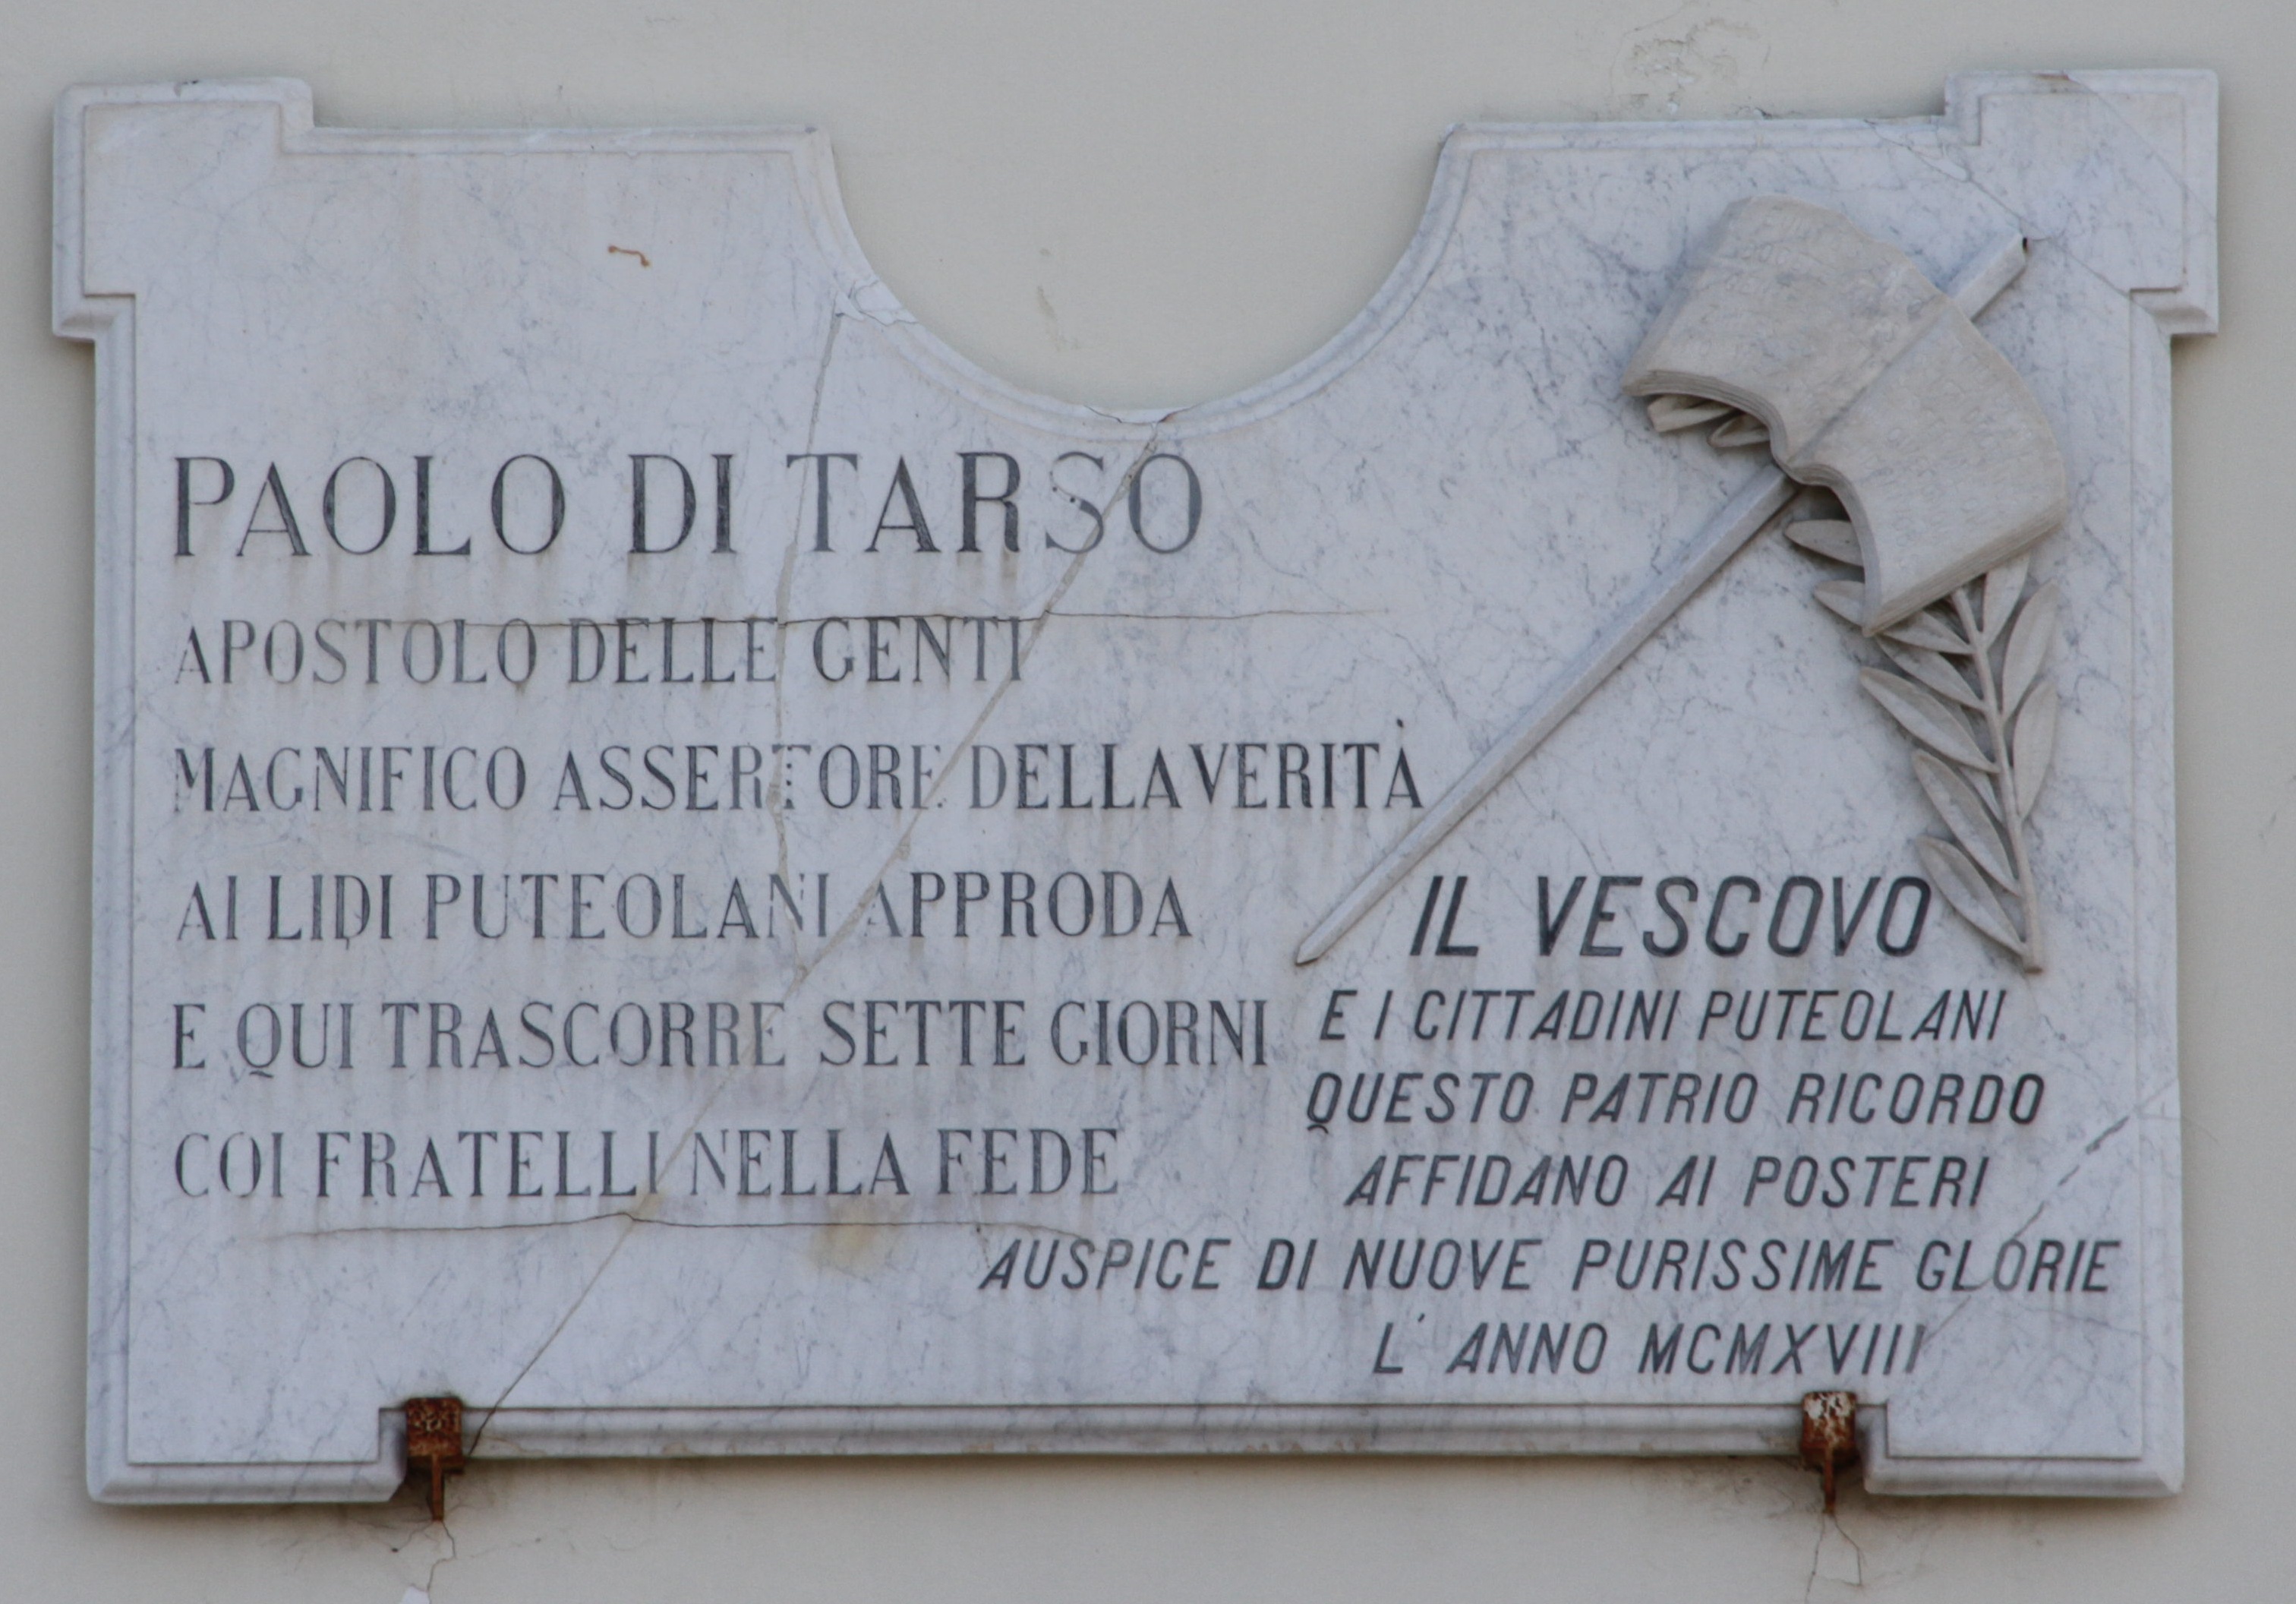 PAOLO DI TARSO
APOSTOLO DELLE GENTI
MAGNIFICO ASSERTORE DELLA VERITÀ
AI LIDI PUTEOLANI APPRODA
E QUI TRASCORRE SETTE GIORNI
COI FRATELLI NELLA FEDE
IL VESCOVO
E I CITTADINI PUTEOLANI
QUESTO PATRIO RICORDO
AFFIDANO AI POSTERI
AUSPICE DI NUOVE PURISSIME GLORIE
L' ANNO MCMXVIII